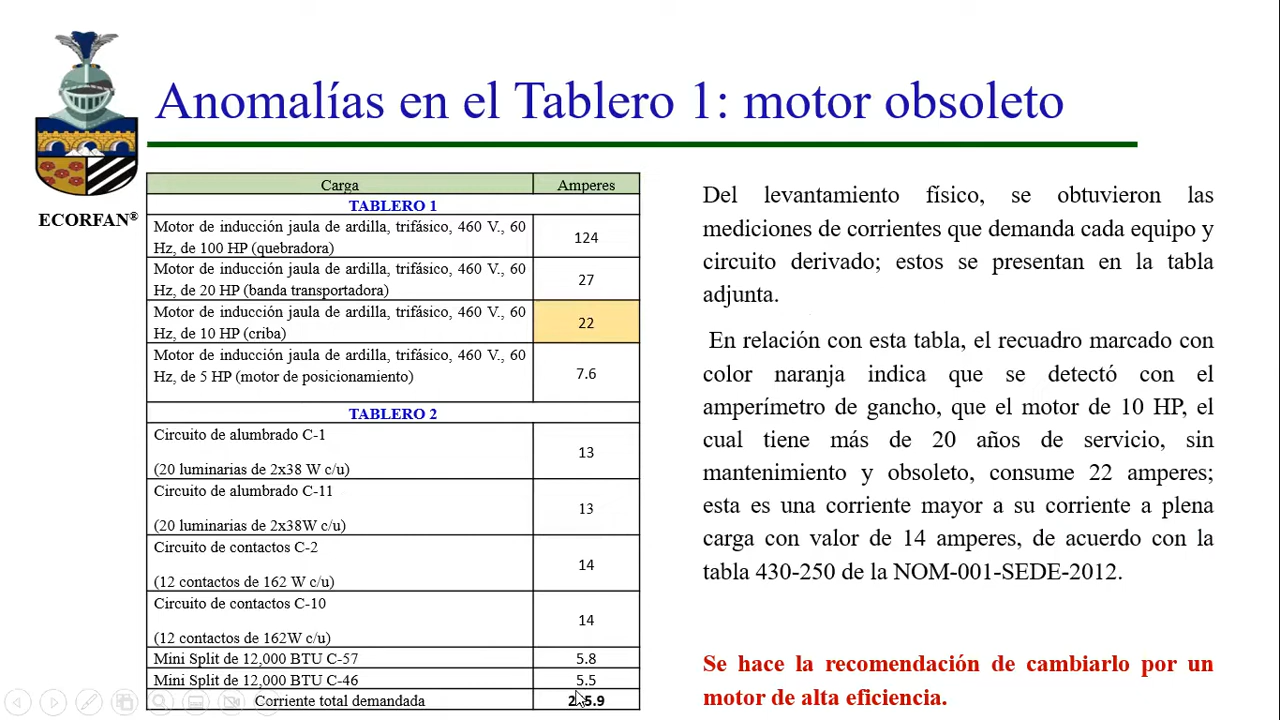 Anomalías en el Tablero 1: motor obsoleto
ECORFAN®
Carga Amperes
TABLERO 1
Motor de inducción jaula de ardilla, trifásico, 460 V., 60
Hz, de 100 HP (quebradora)
124
Motor de inducción jaula de ardilla, trifásico, 460 V., 60
Hz, de 20 HP (banda transportadora)
27
Motor de inducción jaula de ardilla, trifásico, 460 V., 60
Hz, de 10 HP (criba)
22
Motor de inducción jaula de ardilla, trifásico, 460 V., 60
Hz, de 5 HP (motor de posicionamiento)
7.6
TABLERO 2
Circuito de alumbrado C-1
(20 luminarias de 2x38 W c/u)
13
Circuito de alumbrado C-11
(20 luminarias de 2x38W c/u)
13
Circuito de contactos C-2
(12 contactos de 162 W c/u)
14
Circuito de contactos C-10
(12 contactos de 162W c/u)
14
Mini Split de 12,000 BTU C-57 5.8
Mini Split de 12,000 BTU C-46 5.5
Corriente total demandada
Del levantamiento físico, se obtuvieron las
mediciones de corrientes que demanda cada equipo y
circuito derivado; estos se presentan en la tabla
adjunta.
En relación con esta tabla, el recuadro marcado con
color naranja indica que se detectó con el
amperímetro de gancho, que el motor de 10 HP, el
cual tiene más de 20 años de servicio, sin
mantenimiento y obsoleto, consume 22 amperes;
esta es una corriente mayor a su corriente a plena
carga con valor de 14 amperes, de acuerdo con la
tabla 430-250 de la NOM-001-SEDE-2012.
Se hace la recomendación de cambiarlo por un
motor de alta eficiencia.